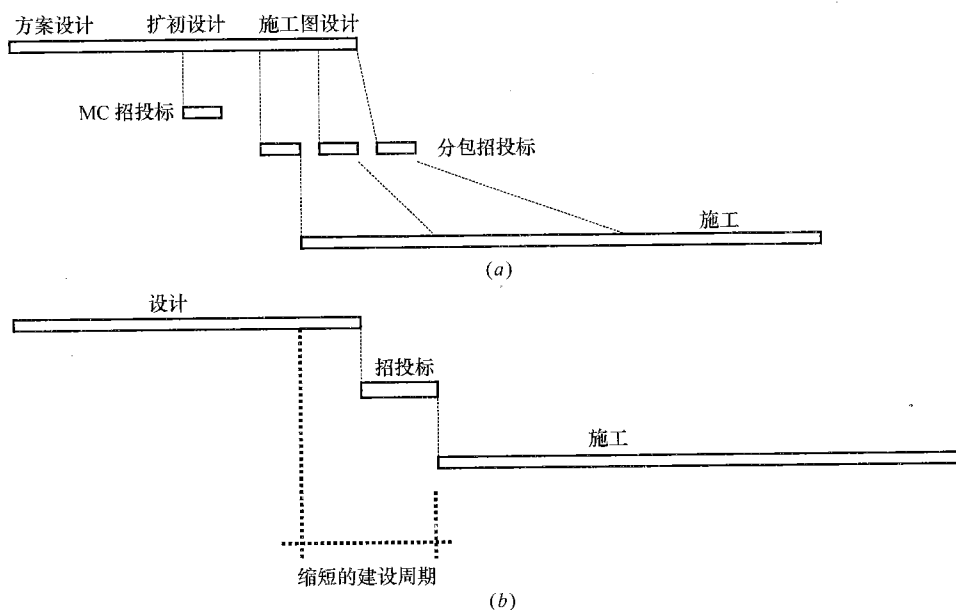 方案设计 扩初设计 施工图设计
MC 招投标
分包招投标
施工
(a)
设计
招投标
施工
缩短的建设周期
(b)